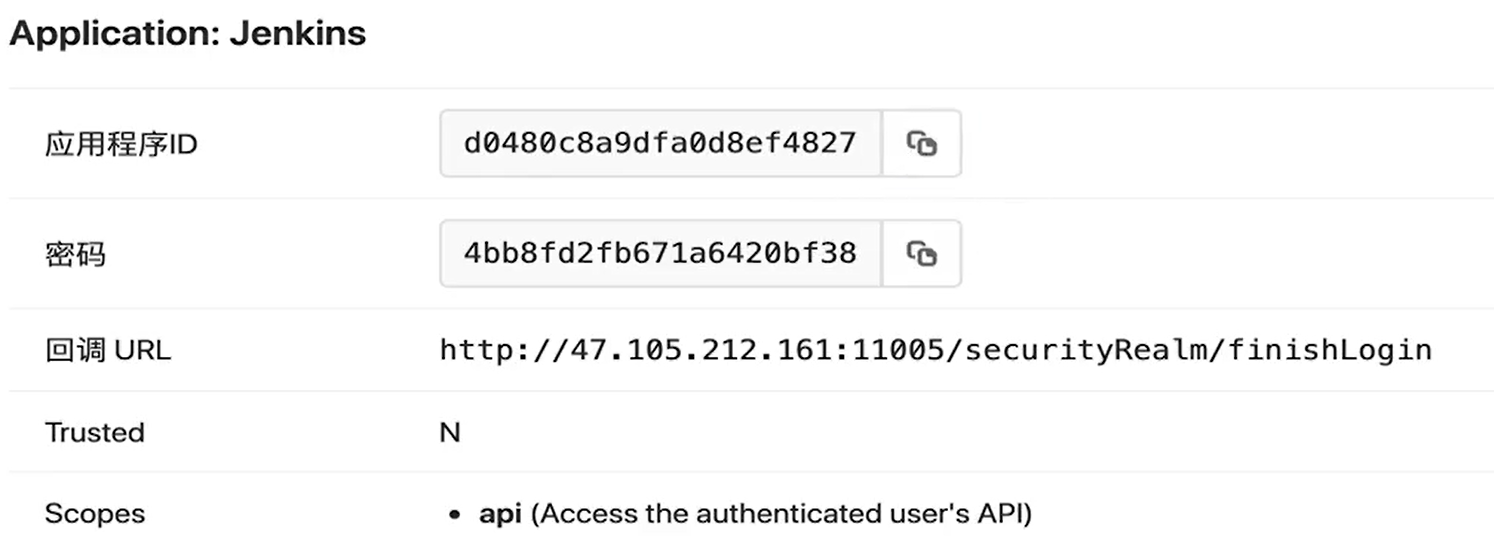 Application: Jenkins
应用程序ID d0480c8a9dfa0d8ef4827
密码 4bb8fd2fb671a6420bf38
回调 URL http://47.105.212.161:11005/securityRealm/finishLogin
Trusted N
Scopes • api (Access the authenticated user's API)